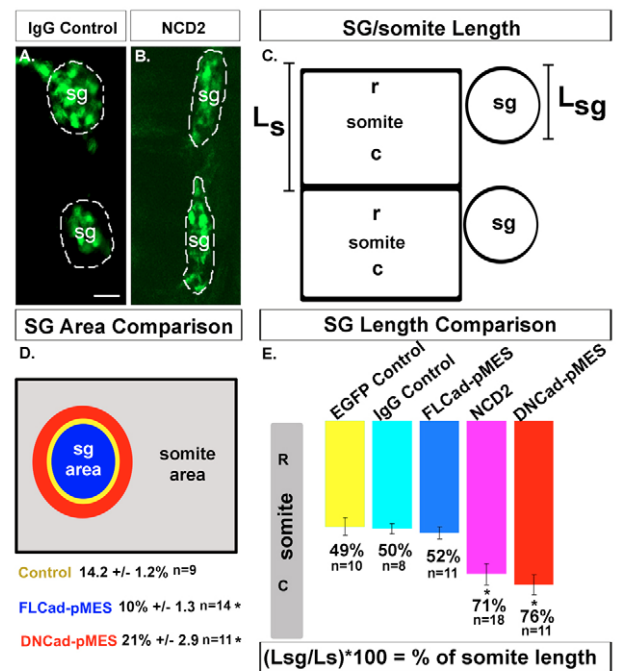 IgG Control
NCD2
SG/somite Length
A.
B.
C.
sg
sg
sg
sg
r
somite
c
r
somite
c
sg
sg
Ls
Lsg
SG Area Comparison
SG Length Comparison
D.
sg
area
somite
area
Control 14.2 +/- 1.2% n=9
FLCad-pMES 10% +/- 1.3 n=14 *
DNCad-pMES 21% +/- 2.9 n=11 *
E.
EGFP Control
IgG Control
FLCad-pMES
NCD2
DNCad-pMES
R
somite
C
49%
n=10
50%
n=8
52%
n=11
*
71%
n=18
*
76%
n=11
(Lsg/Ls)*100 = % of somite length